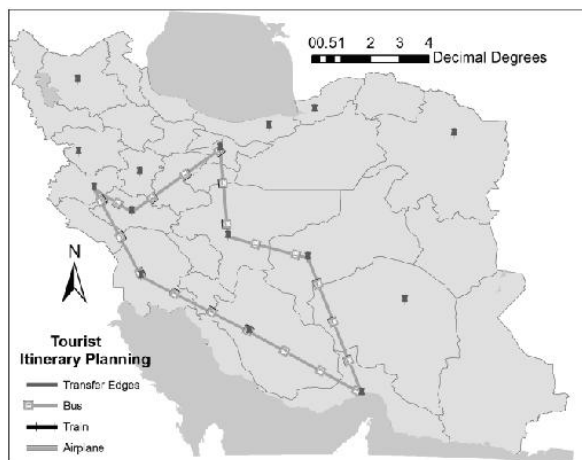 00.51 2 3 4
Decimal Degrees
N
Tourist
Itinerary Planning
Transfer Edges
Bus
Train
Airplane